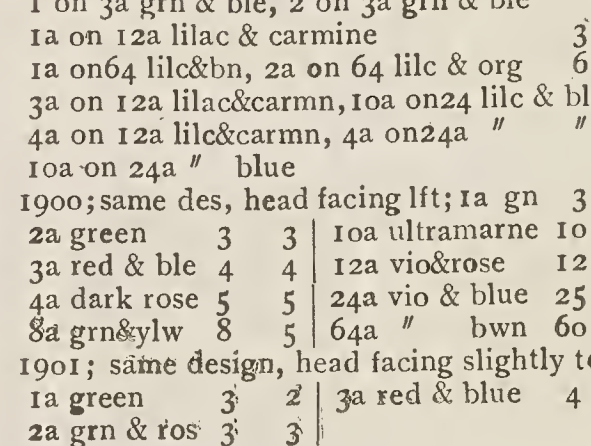 1 on 3a grn & ble, 2 on 3a grn & ble
1a on 12a lilac & carmine 3
1a on64 lilc&bn, 2a on 64 lilc & org 6
3a on 12a lilac&carmn, 10a on24 lilc & bl
4a on 12a lilc&carmn, 4a on24a " "
10a on 24a " blue
1900; same des, head facing lft; 1a gn 3
2a green 3 3 | 10a ultramarne 10
3a red & ble 4 4 | 12a vio&rose 12
4a dark rose 5 5 | 24a vio & blue 25
8a grn&ylw 8 5 | 64a " bwn 60
1901; same design, head facing slightly t
1a green 3 2 | 3a red & blue 4
2a grn & ros 3 3 |